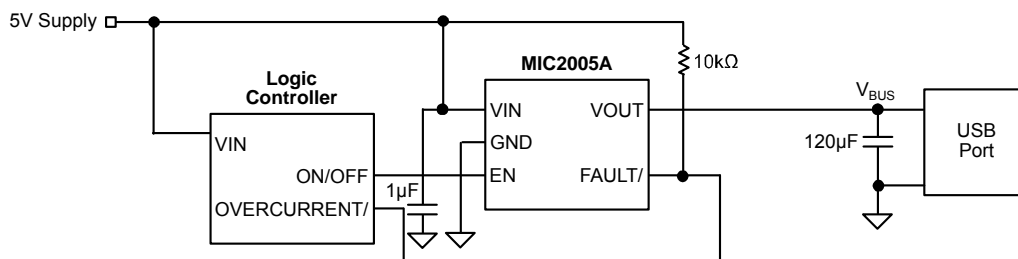 5V Supply
Logic
Controller
VIN
ON/OFF
OVERCURRENT/
1µF
MIC2005A
VIN
GND
EN
VOUT
FAULT/
10kΩ
VBUS
120µF
USB
Port